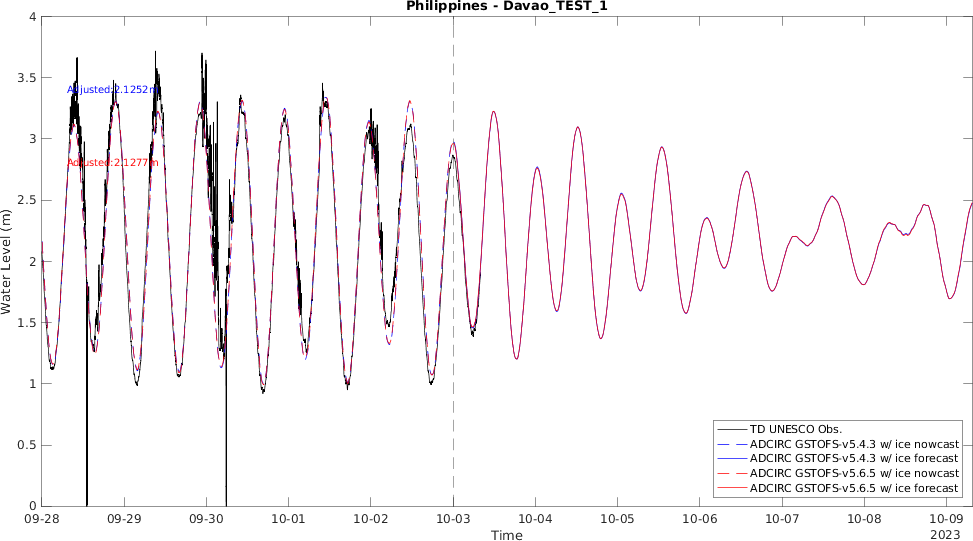 Philippines - Davao_TEST_1
Water Level (m)
4
3.5
3
2.5
2
1.5
1
0.5
0
Adjusted:2.1252m
Adjusted:2.1277m
TD UNESCO Obs.
ADCIRC GSTOFS-v5.4.3 w/ ice nowcast
ADCIRC GSTOFS-v5.4.3 w/ ice forecast
ADCIRC GSTOFS-v5.6.5 w/ ice nowcast
ADCIRC GSTOFS-v5.6.5 w/ ice forecast
09-28 09-29 09-30 10-01 10-02 10-03 10-04 10-05 10-06 10-07 10-08 10-09
2023
Time